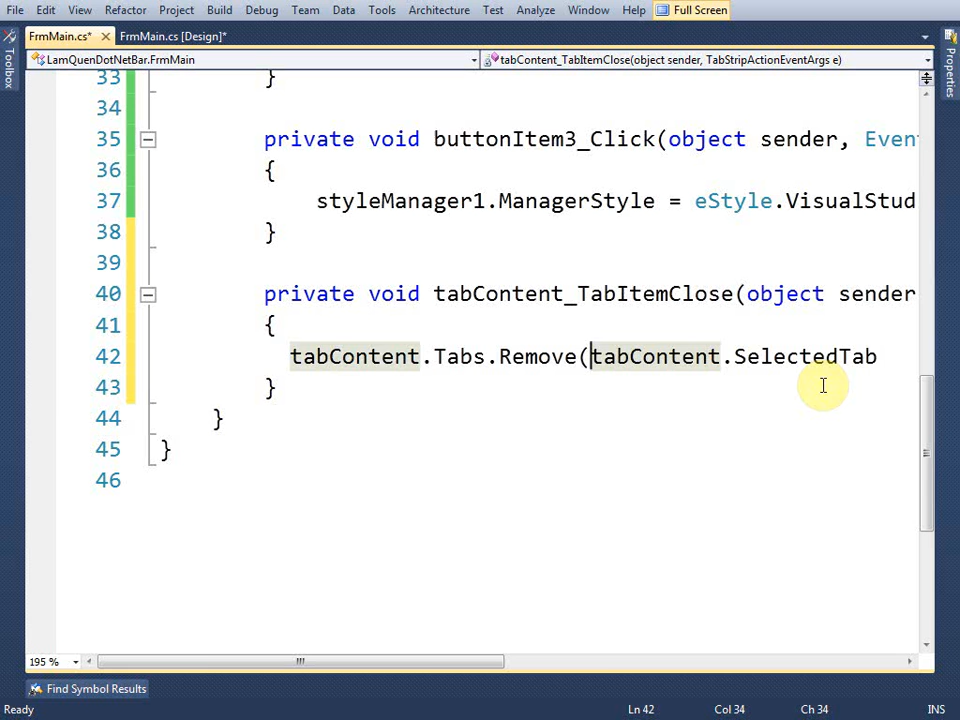 File Edit View Refactor Project Build Debug Team Data Tools Architecture Test Analyze Window Help Full Screen
FrmMain.cs* FrmMain.cs [Design]*
LamQuenDotNetBar.FrmMain tabContent_TabItemClose(object sender, TabStripActionEventArgs e)
Toolbox
Properties
33 }
34
35 private void buttonItem3_Click(object sender, Even
36 {
37 styleManager1.ManagerStyle = eStyle.VisualStud
38 }
39
40 private void tabContent_TabItemClose(object sender
41 {
42 tabContent.Tabs.Remove(tabContent.SelectedTab
43 }
44 }
45 }
46
195 %
Find Symbol Results
Ready Ln 42 Col 34 Ch 34 INS